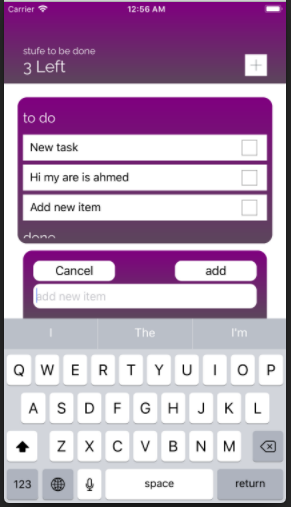 Carrier 12:56 AM
stufe to be done
3 Left
+
to do
New task
Hi my are is ahmed
Add new item
done
Cancel add
add new item
I The I'm
Q W E R T Y U I O P
A S D F G H J K L
Z X C V B N M
123 space return